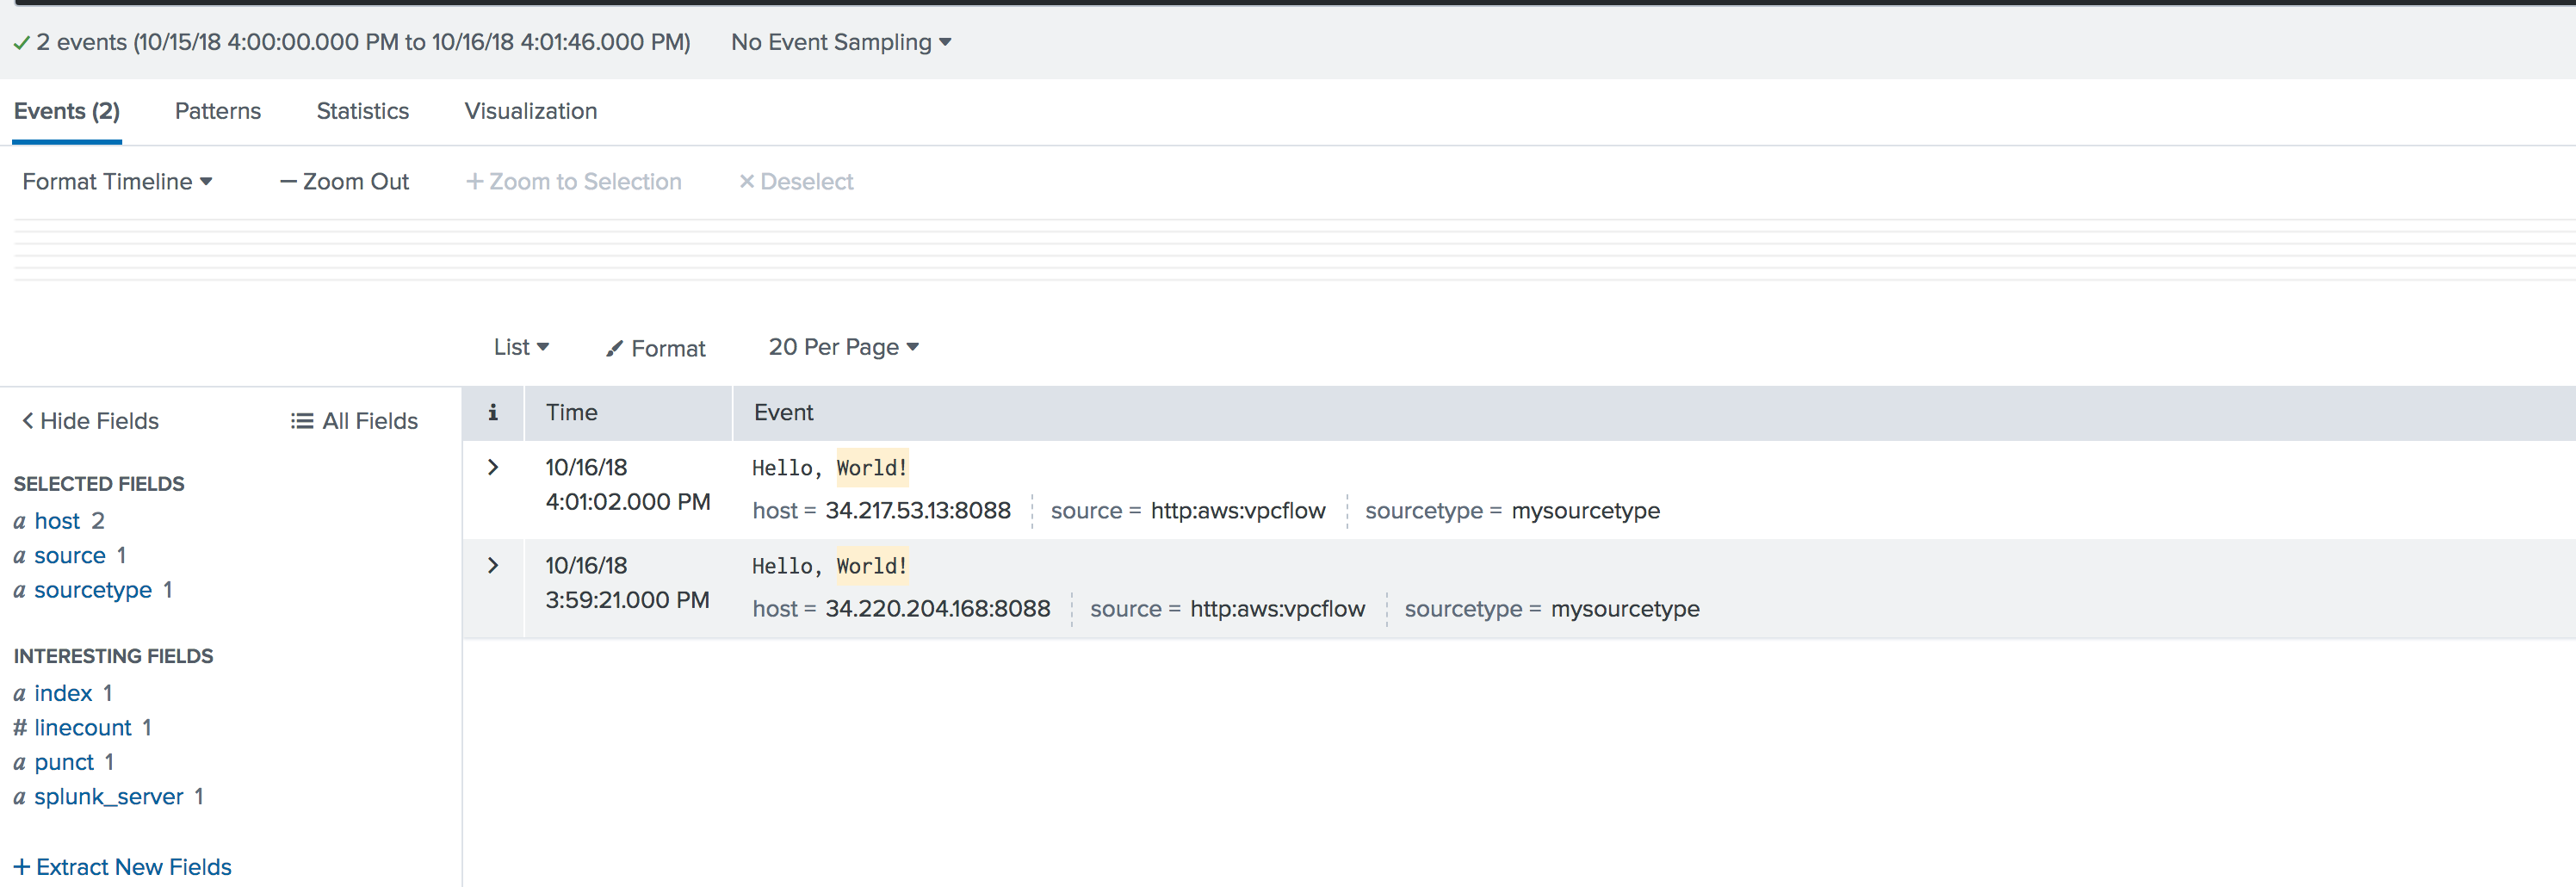 2 events (10/15/18 4:00:00.000 PM to 10/16/18 4:01:46.000 PM) No Event Sampling
Events (2) Patterns Statistics Visualization
Format Timeline — Zoom Out + Zoom to Selection × Deselect
List Format 20 Per Page
< Hide Fields All Fields
i Time Event
SELECTED FIELDS
a host 2
a source 1
a sourcetype 1
INTERESTING FIELDS
a index 1
# linecount 1
a punct 1
a splunk_server 1
+ Extract New Fields
> 10/16/18 Hello, World!
4:01:02.000 PM host = 34.217.53.13:8088 source = http:aws:vpcflow sourcetype = mysourcetype
> 10/16/18 Hello, World!
3:59:21.000 PM host = 34.220.204.168:8088 source = http:aws:vpcflow sourcetype = mysourcetype